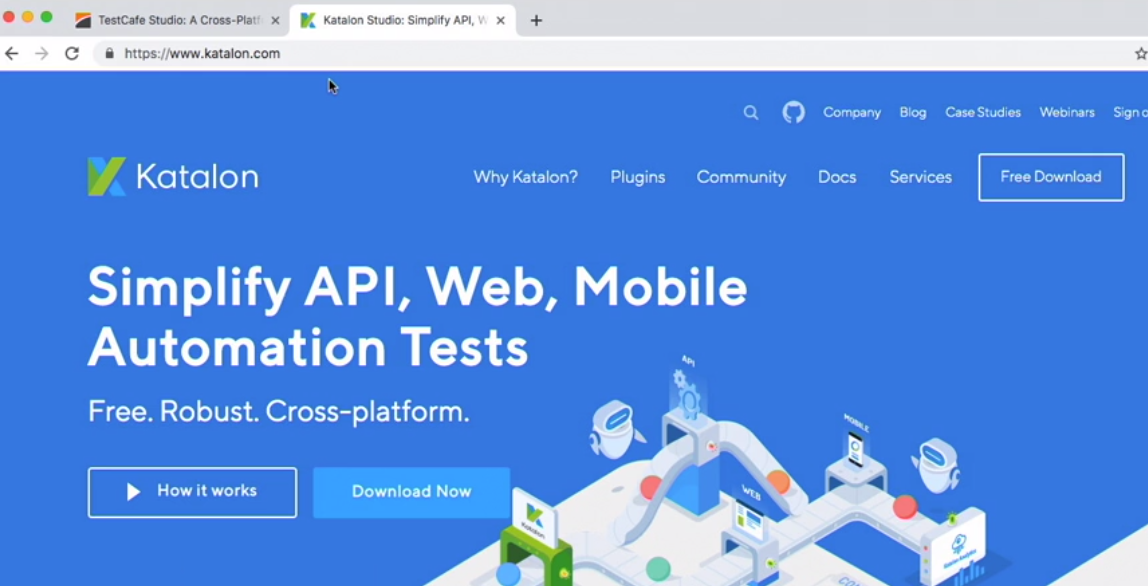 TestCafe Studio: A Cross-Platf
Katalon Studio: Simplify API, W
https://www.katalon.com
Company Blog Case Studies Webinars Sign o
Katalon
Why Katalon? Plugins Community Docs Services Free Download
Simplify API, Web, Mobile
Automation Tests
Free. Robust. Cross-platform.
How it works Download Now
API
MOBILE
WEB
Katalon